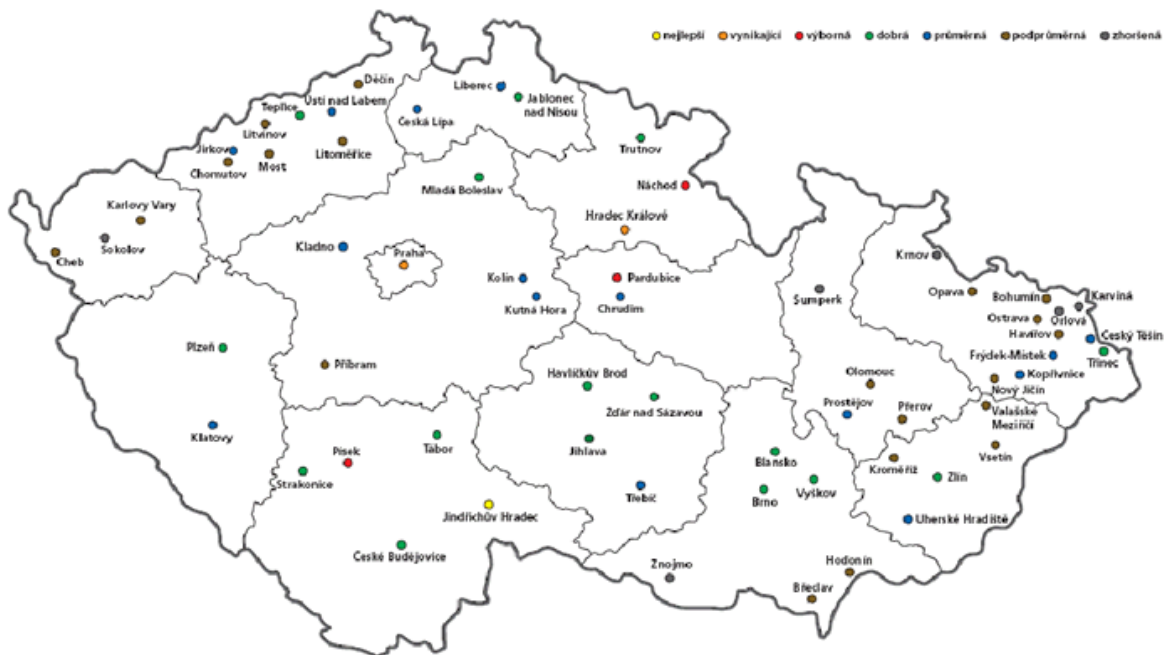 nejlepší vynikající výborná dobrá průměrná podprůměrná zhoršená
Děčín
Liberec
Ústí nad Labem
Teplice
Jablonec
nad Nisou
Česká Lípa
Litvínov
Trutnov
Jirkov
Litoměřice
Most
Chomutov
Mladá Boleslav
Náchod
Karlovy Vary
Hradec Králové
Sokolov
Kladno
Praha
Cheb
Krnov
Kolín
Pardubice
Šumperk
Opava
Bohumín
Karviná
Kutná Hora
Chrudim
Ostrava
Orlová
Havířov
Český Těšín
Plzeň
Frýdek-Místek
Třinec
Příbram
Havlíčkův Brod
Olomouc
Kopřivnice
Nový Jičín
Žďár nad Sázavou
Prostějov
Přerov
Valašské
Meziříčí
Klatovy
Písek
Tábor
Jihlava
Blansko
Vsetín
Kroměříž
Strakonice
Třebíč
Brno
Vyškov
Zlín
Jindřichův Hradec
Uherské Hradiště
České Budějovice
Znojmo
Hodonín
Břeclav